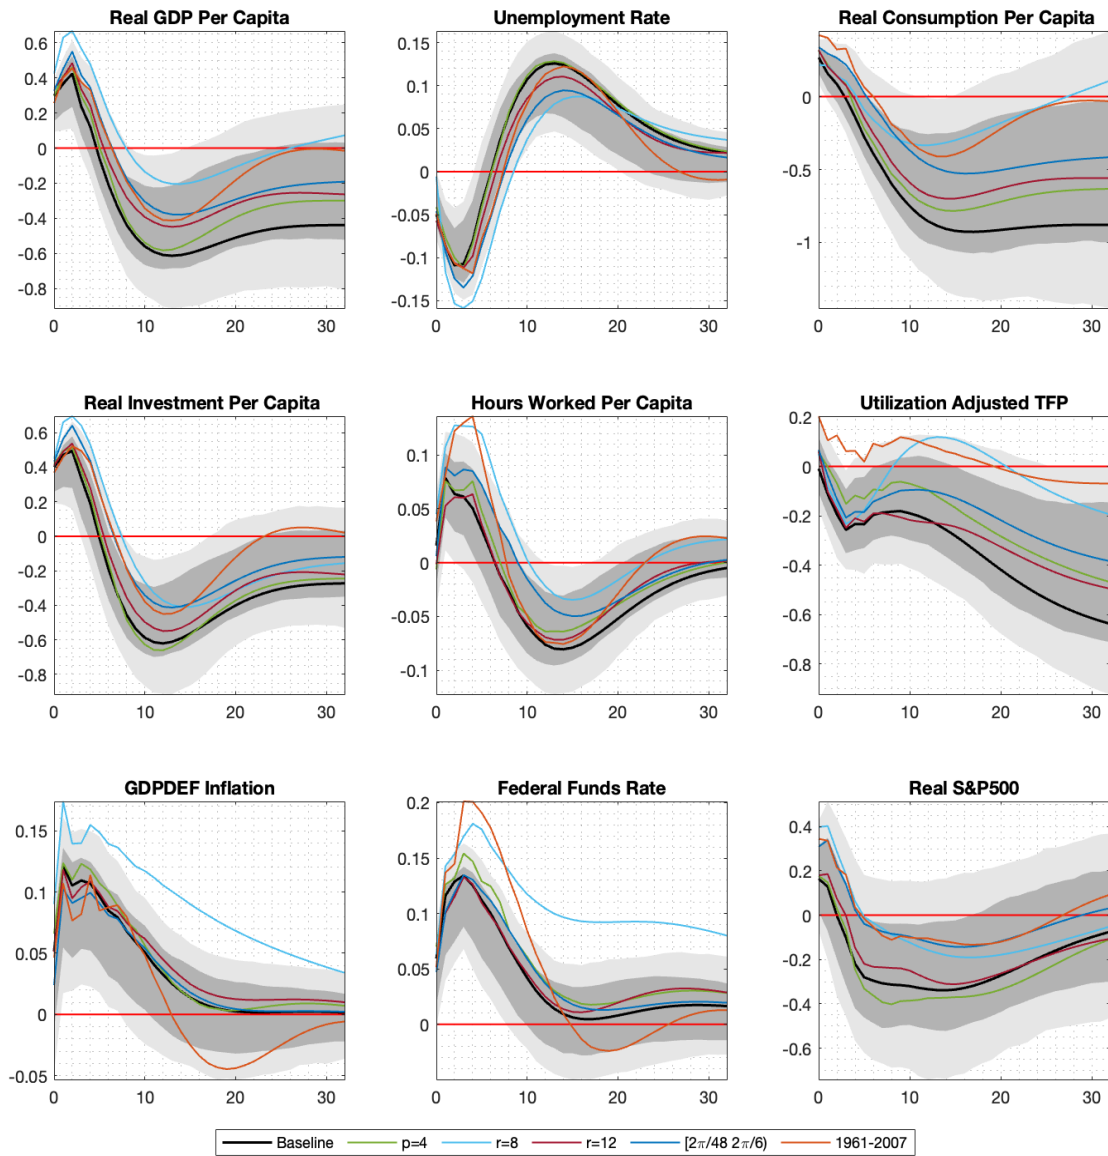 Real GDP Per Capita
0.6
0.4
0.2
0
-0.2
-0.4
-0.6
-0.8
0 10 20 30
Unemployment Rate
0.15
0.1
0.05
0
-0.05
-0.1
-0.15
0 10 20 30
Real Consumption Per Capita
0
-0.5
-1
0 10 20 30
Real Investment Per Capita
0.6
0.4
0.2
0
-0.2
-0.4
-0.6
-0.8
0 10 20 30
Hours Worked Per Capita
0.1
0.05
0
-0.05
-0.1
0 10 20 30
Utilization Adjusted TFP
0.2
0
-0.2
-0.4
-0.6
-0.8
0 10 20 30
GDPDEF Inflation
0.15
0.1
0.05
0
-0.05
0 10 20 30
Federal Funds Rate
0.2
0.15
0.1
0.05
0
0 10 20 30
Real S&P500
0.4
0.2
0
-0.2
-0.4
-0.6
0 10 20 30
Baseline p=4 r=8 r=12 [2π/48 2π/6) 1961-2007